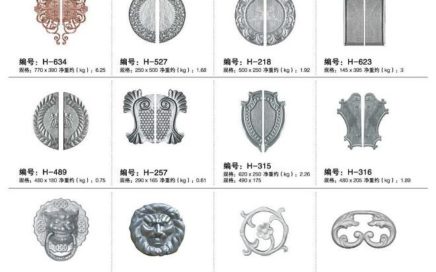 编号：H-634
规格：770 x 390 净重约 (kg)：6.25
编号：H-527
规格：250 x 500 净重约 (kg)：1.68
编号：H-218
规格：500 x 250 净重约 (kg)：1.92
编号：H-623
规格：145 x 395 净重约 (kg)：3
编号：H-489
规格：480 x 180 净重约 (kg)：0.75
编号：H-257
规格：290 x 165 净重约 (kg)：0.61
编号：H-315
规格：620 x 250 净重约 (kg)：2.26
490 x 175
编号：H-316
规格：480 x 205 净重约 (kg)：1.89